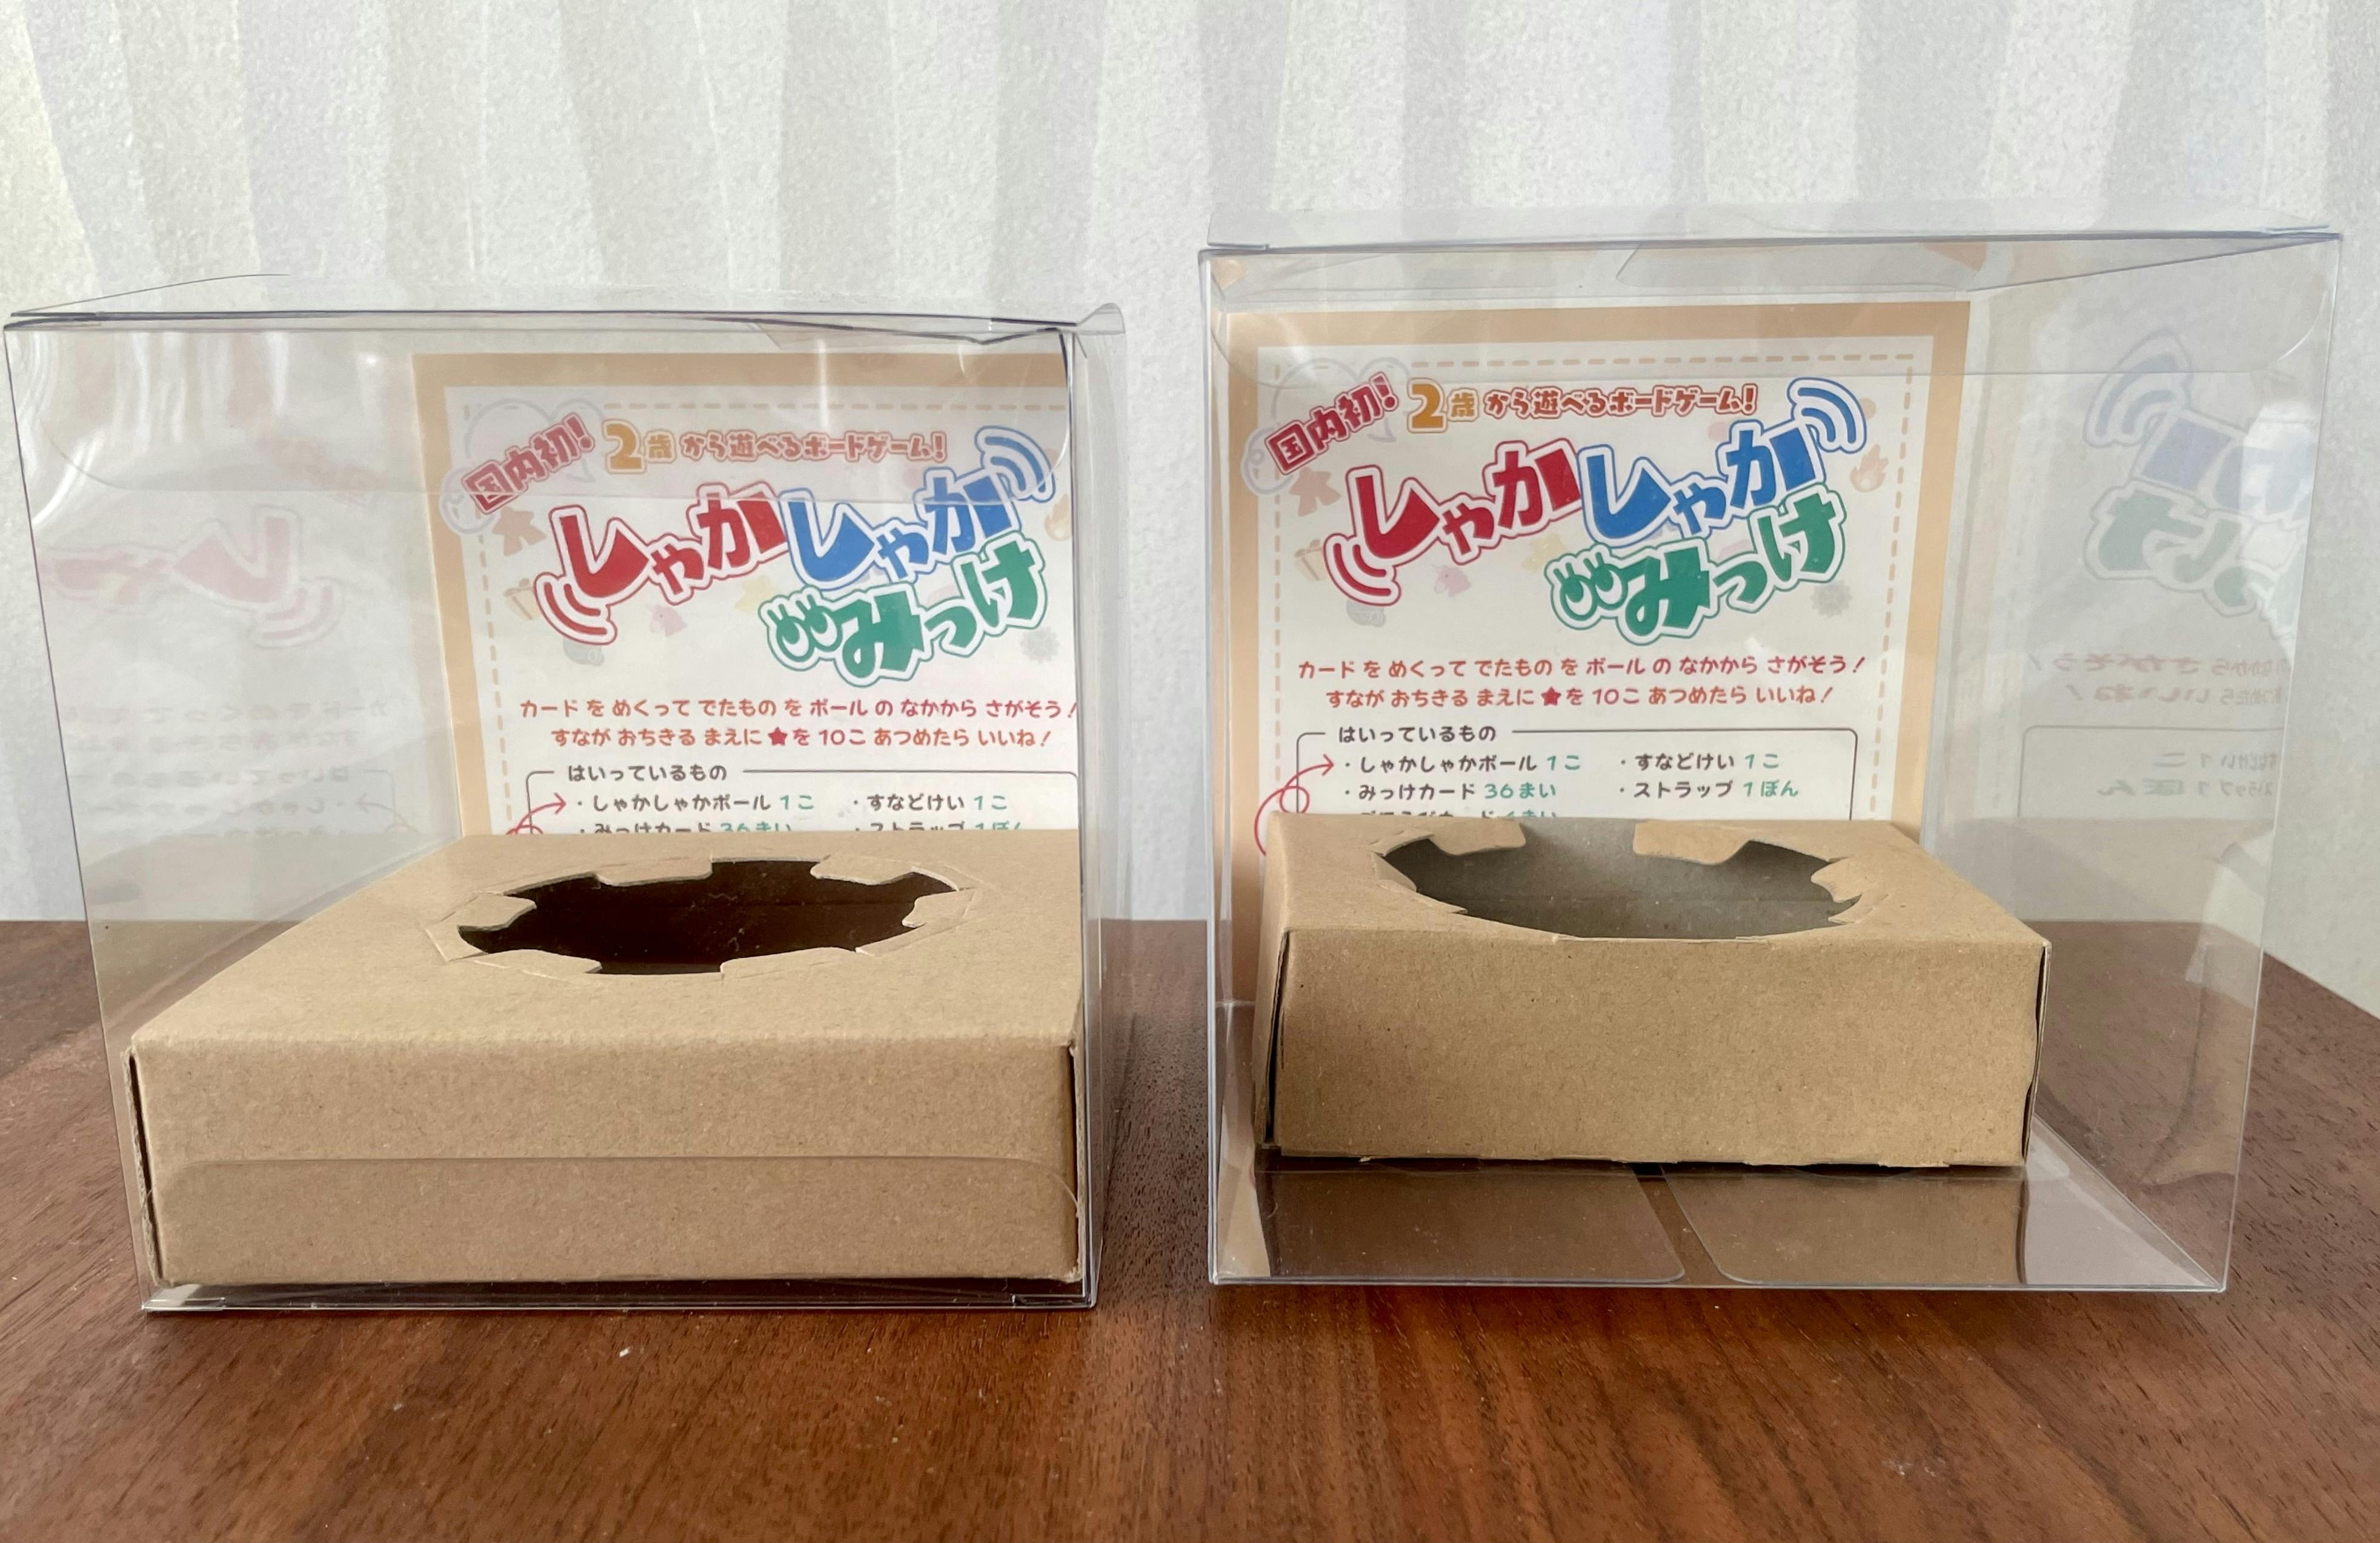 国内初!
2歳から遊べるボードゲーム!
しゃかしゃか
みっけ
カード を めくって でたもの を ボール の なかから さがそう!
すなが おちきる まえに ★を 10こ あつめたら いいね!
はいっているもの
・しゃかしゃかボール 1こ ・すなどけい 1こ
・みっけカード 36まい ・ストラップ 1ぽん
国内初!
2歳から遊べるボードゲーム!
しゃかしゃか
みっけ
カード を めくって でたもの を ボール の なかから さがそう!
すなが おちきる まえに ★を 10こ あつめたら いいね!
はいっているもの
・しゃかしゃかボール 1こ ・すなどけい 1こ
・みっけカード 36まい ・ストラップ 1ぽん